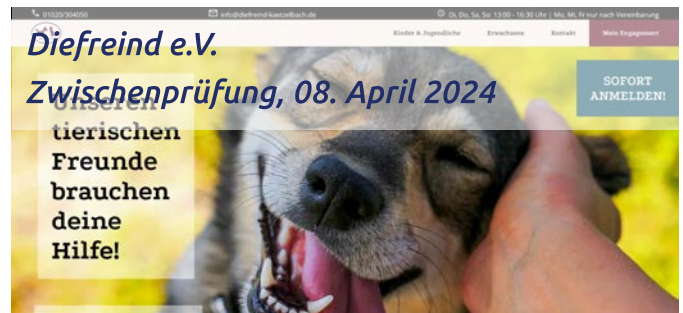 01020/304050
info@diefreind-kaetzelbach.de
Di, Do, Sa, So: 13:00 - 16:30 Uhr | Mo, Mi, Fr nur nach Vereinbarung
Kinder & Jugendliche
Erwachsene
Kontakt
Mein Engagement
Diefreind e.V.
Zwischenprüfung, 08. April 2024
SOFORT
ANMELDEN!
Unseren
tierischen
Freunde
brauchen
deine
Hilfe!